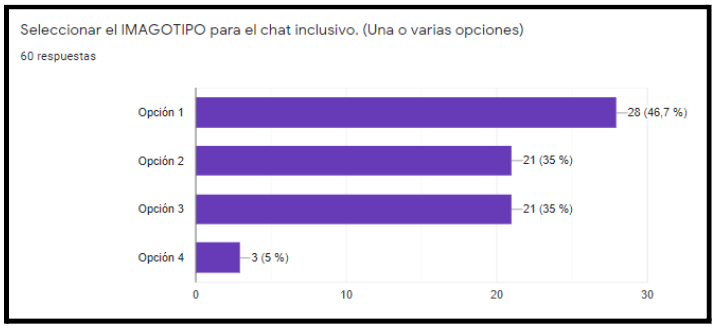 Seleccionar el IMAGOTIPO para el chat inclusivo. (Una o varias opciones)
60 respuestas
Opción 1
28 (46,7 %)
Opción 2
21 (35 %)
Opción 3
21 (35 %)
Opción 4
3 (5 %)
0
10
20
30